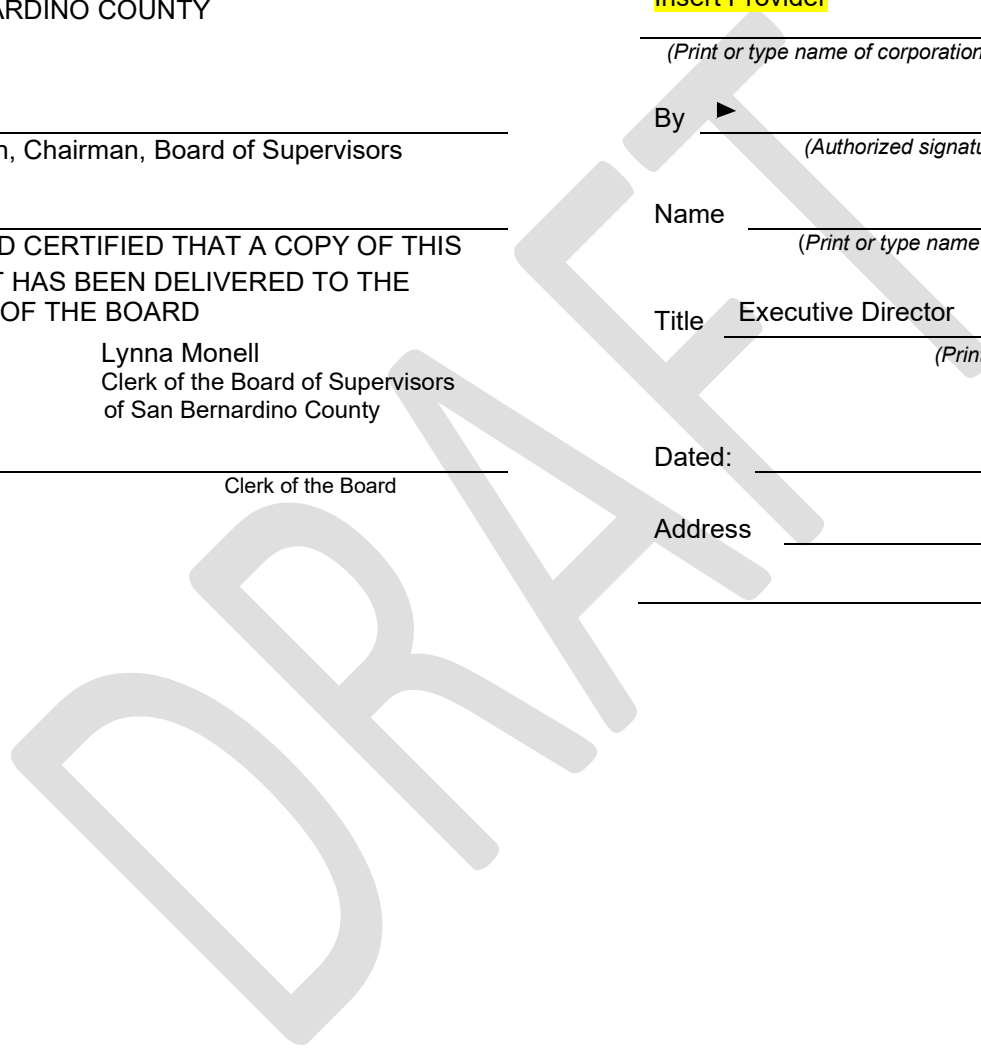 ARDINO COUNTY
n, Chairman, Board of Supervisors
D CERTIFIED THAT A COPY OF THIS
T HAS BEEN DELIVERED TO THE
OF THE BOARD
Lynna Monell
Clerk of the Board of Supervisors
of San Bernardino County
Clerk of the Board
Insert Provider
(Print or type name of corporation
By ►
(Authorized signatu
Name
(Print or type name
Title Executive Director
(Prin
Dated:
Address
DRAFT